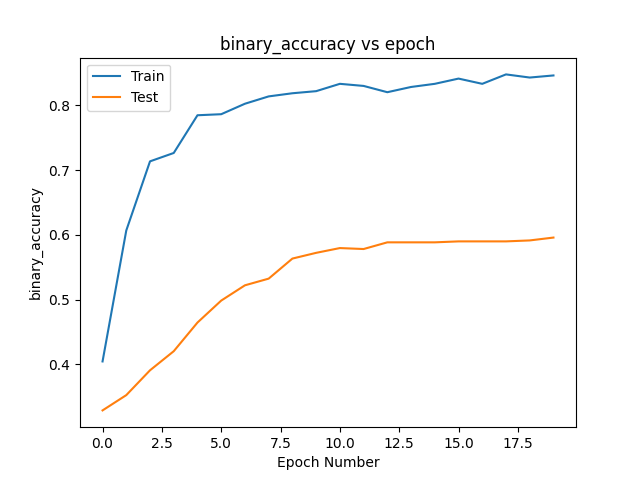 binary_accuracy vs epoch
Train
Test
0.8
0.7
0.6
0.5
0.4
binary_accuracy
0.0 2.5 5.0 7.5 10.0 12.5 15.0 17.5
Epoch Number